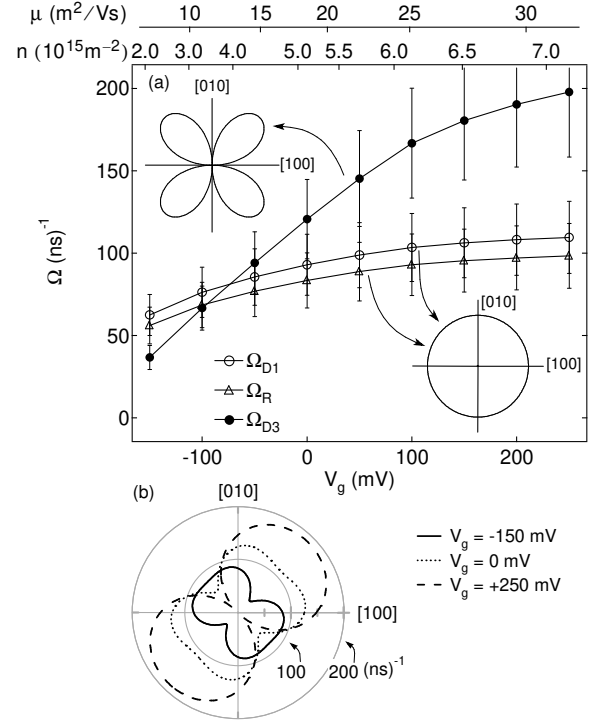 μ (m²/Vs) 10 15 20 25 30
n (10¹⁵m⁻²) 2.0 3.0 4.0 5.0 5.5 6.0 6.5 7.0
200
(a)
[010]
[100]
150
Ω (ns)⁻¹
100
50
[010]
[100]
Ω_D1
Ω_R
Ω_D3
0
-100 0 100 200
V_g (mV)
(b)
[010]
[100]
100
200 (ns)⁻¹
V_g = -150 mV
V_g = 0 mV
V_g = +250 mV